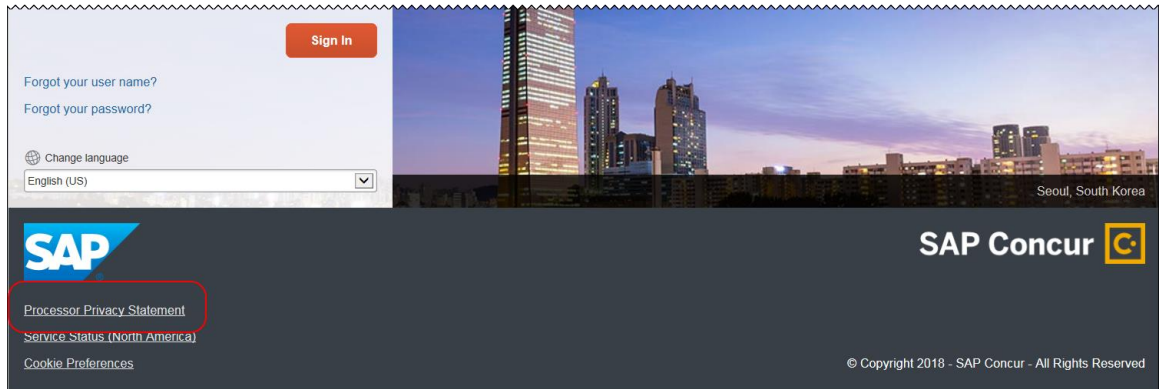 Sign In
Forgot your user name?
Forgot your password?
Change language
English (US)
Seoul, South Korea
SAP
SAP Concur C.
Processor Privacy Statement
Service Status (North America)
Cookie Preferences
© Copyright 2018 - SAP Concur - All Rights Reserved